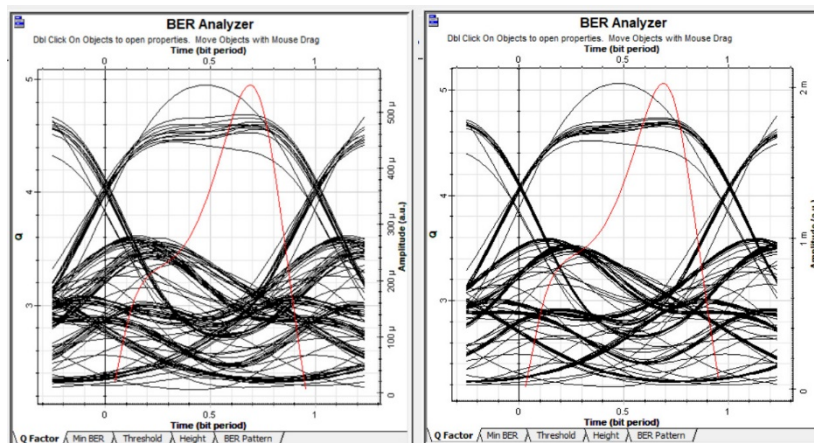 BER Analyzer
Dbl Click On Objects to open properties. Move Objects with Mouse Drag
Time (bit period)
0 0.5 1
5
4
3
Q
500 µ
400 µ
300 µ
200 µ
100 µ
0
Amplitude (a.u.)
0 0.5 1
Time (bit period)
Q Factor Min BER Threshold Height BER Pattern
BER Analyzer
Dbl Click On Objects to open properties. Move Objects with Mouse Drag
Time (bit period)
0 0.5 1
5
4
3
Q
2 m
1 m
0
Amplitude (a.u.)
0 0.5 1
Time (bit period)
Q Factor Min BER Threshold Height BER Pattern